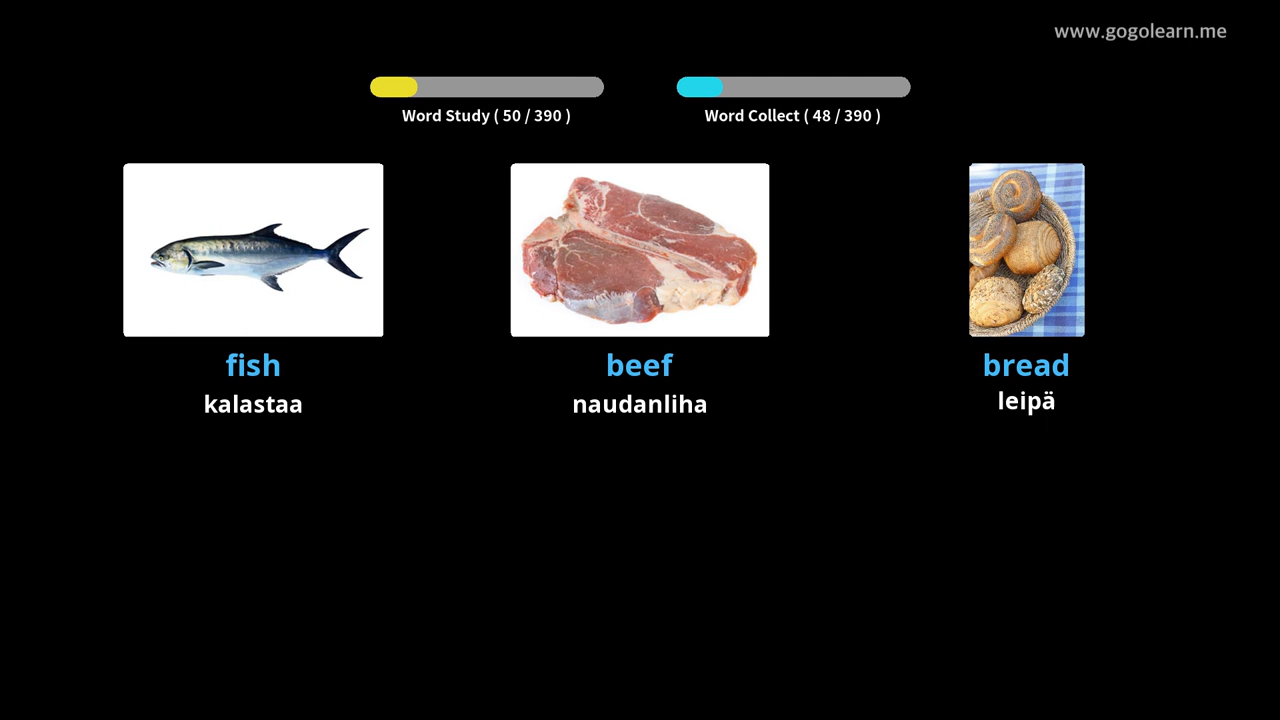 www.gogolearn.me
Word Study ( 50 / 390 )
Word Collect ( 48 / 390 )
fish
kalastaa
beef
naudanliha
bread
leipä